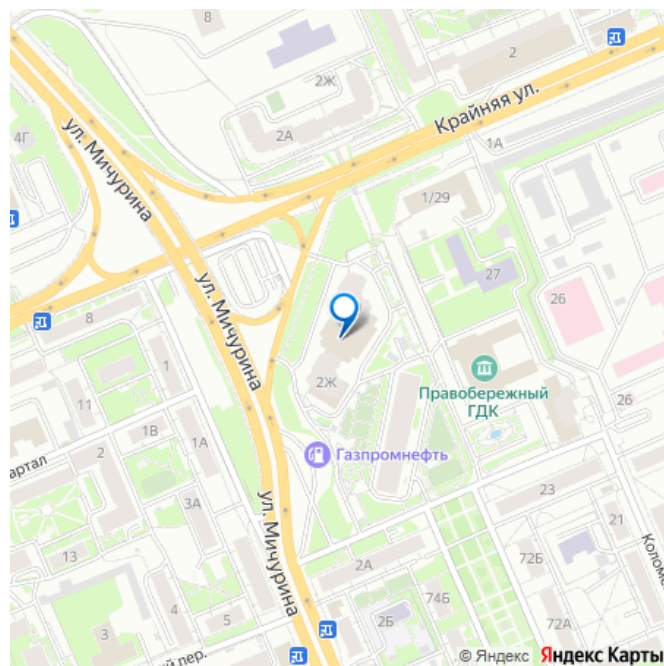 8
2
2Ж
Крайняя ул.
4Г
2А
1А
ул. Мичурина
1/29
27
26
ул. Мичурина
8
2Ж
1
Правобережный
ГДК
11
26
1В
1А
2
Газпромнефть
артал
3А
23
ул. Мичурина
21
13
2А
72Б
Колом
5
74Б
3
2Б
72А
й пер.
© Яндекс Яндекс Карты